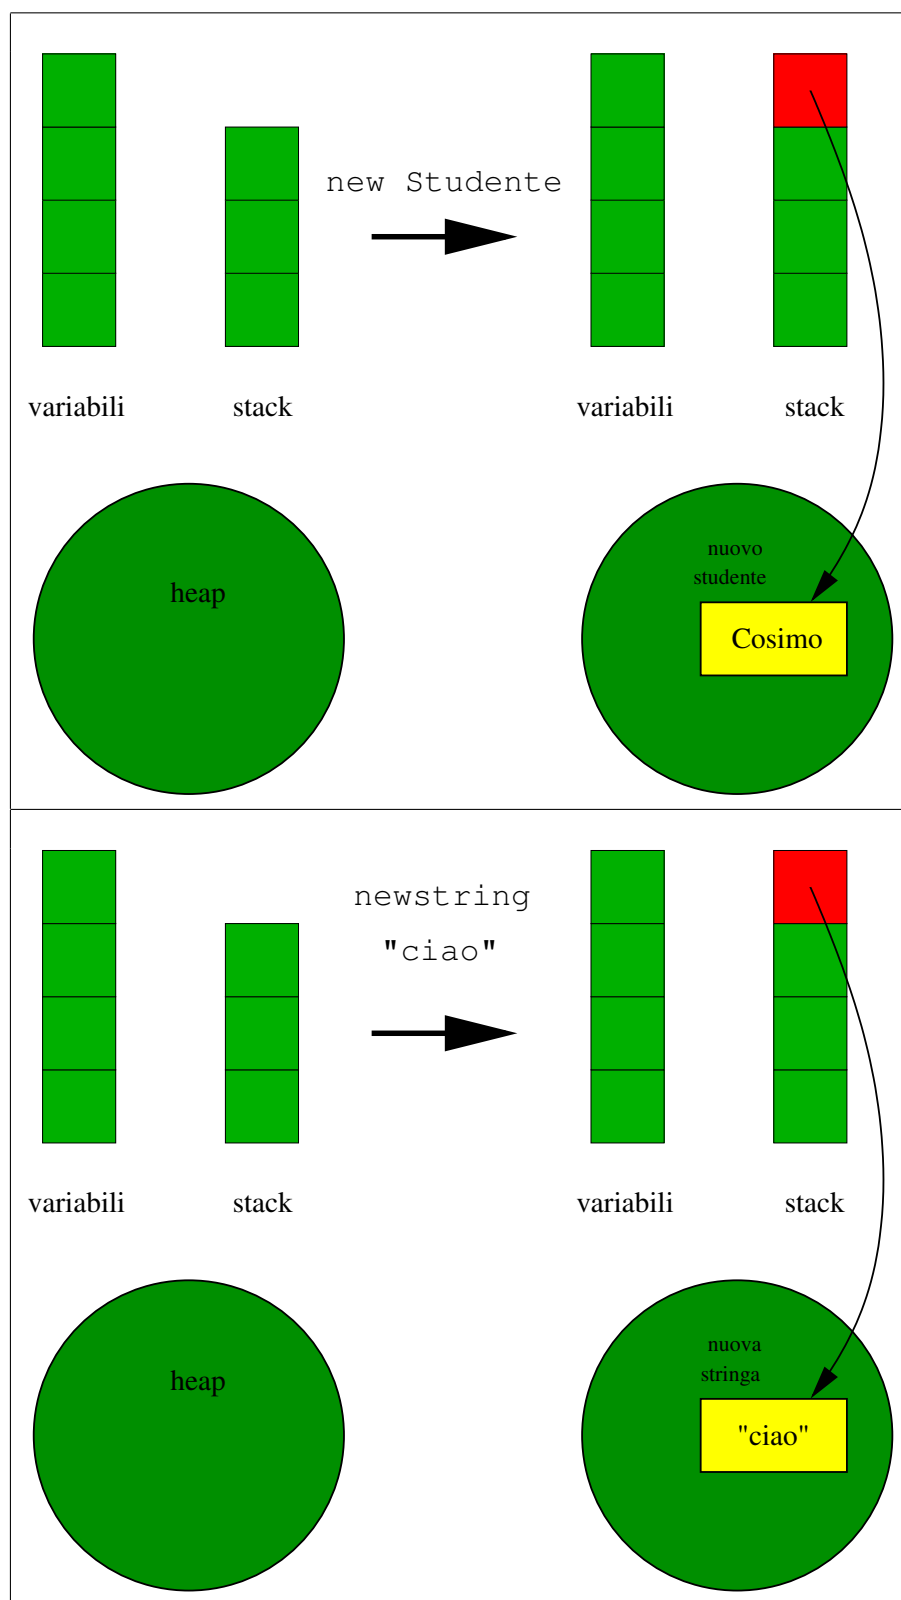 new Studente
variabili
stack
variabili
stack
heap
nuovo
studente
Cosimo
newstring
"ciao"
variabili
stack
variabili
stack
heap
nuova
stringa
"ciao"